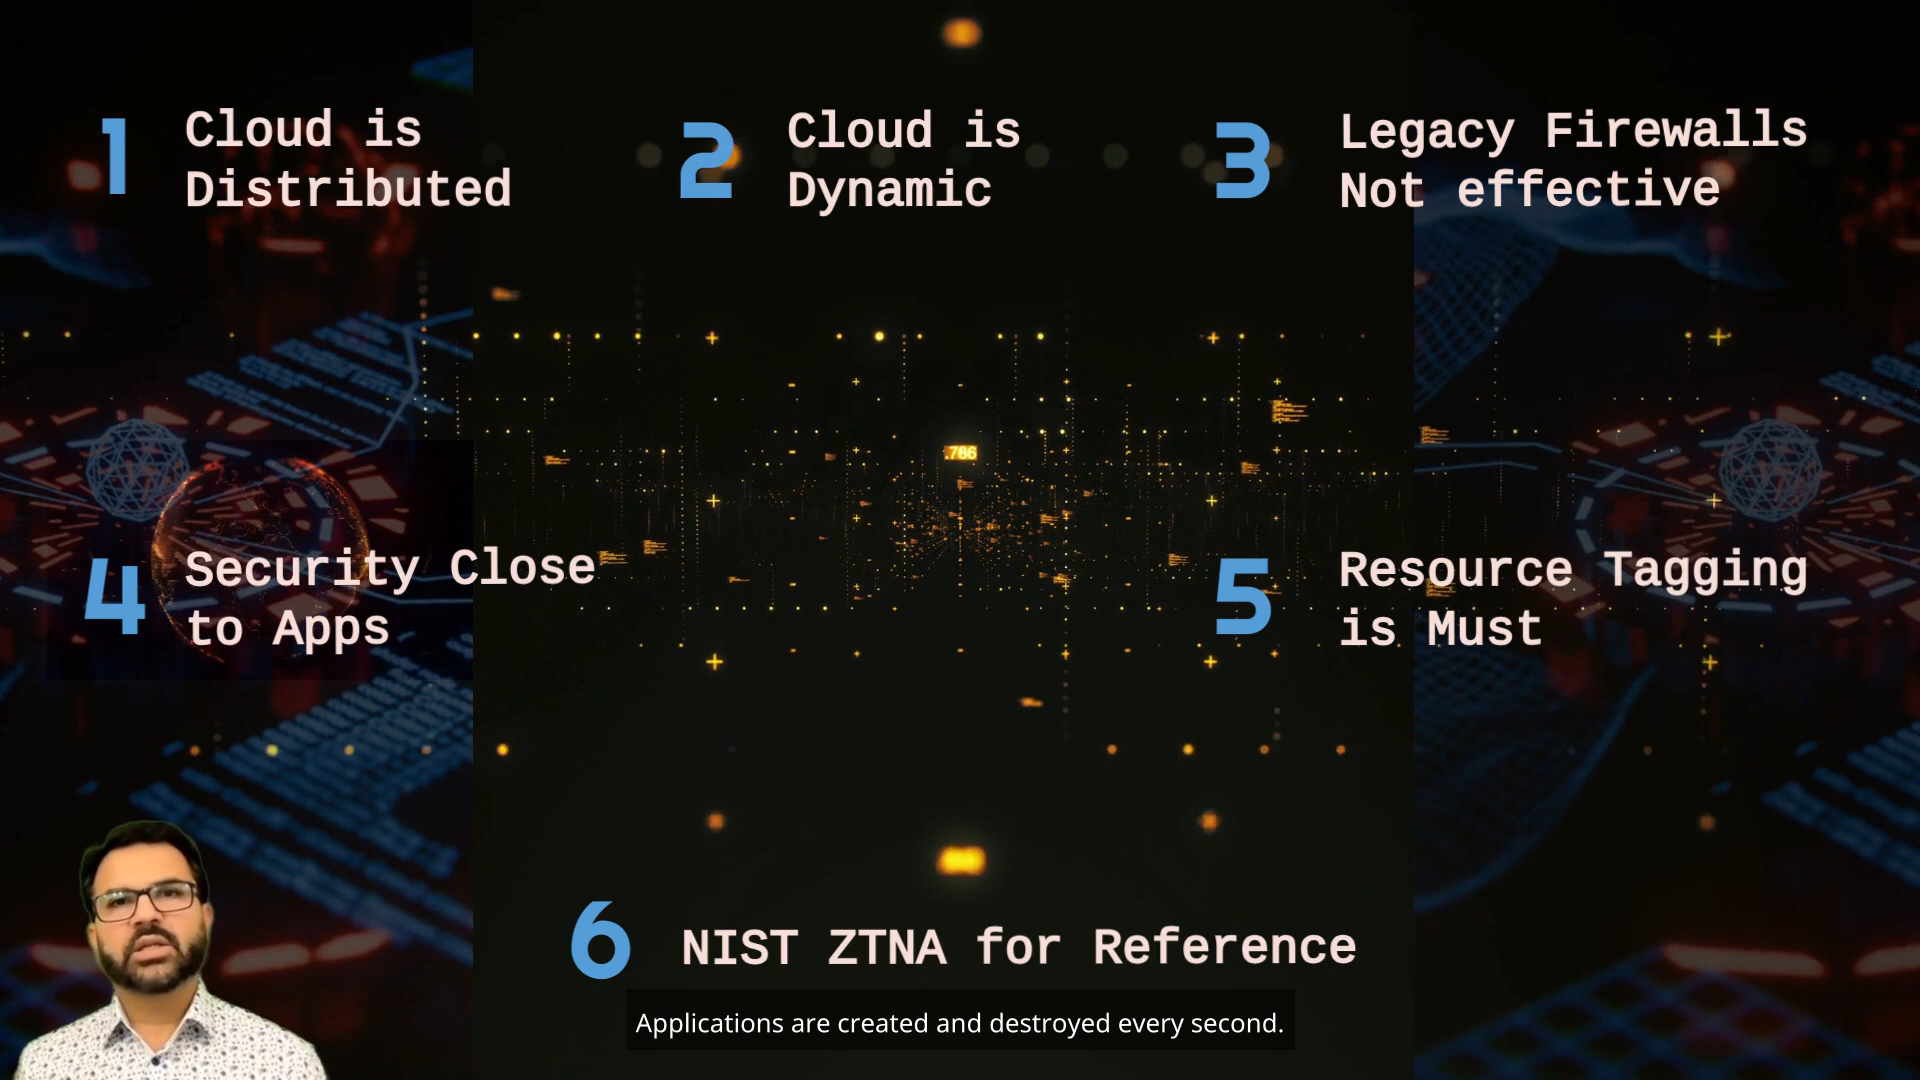 1 Cloud is
Distributed
2 Cloud is
Dynamic
3 Legacy Firewalls
Not effective
4 Security Close
to Apps
5 Resource Tagging
is Must
.786
6 NIST ZTNA for Reference
Applications are created and destroyed every second.